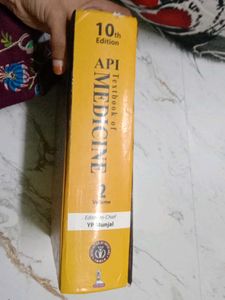 10th
Edition
API
Textbook of
MEDICINE
2
Volume
Editor-in-Chief
YP Munjal